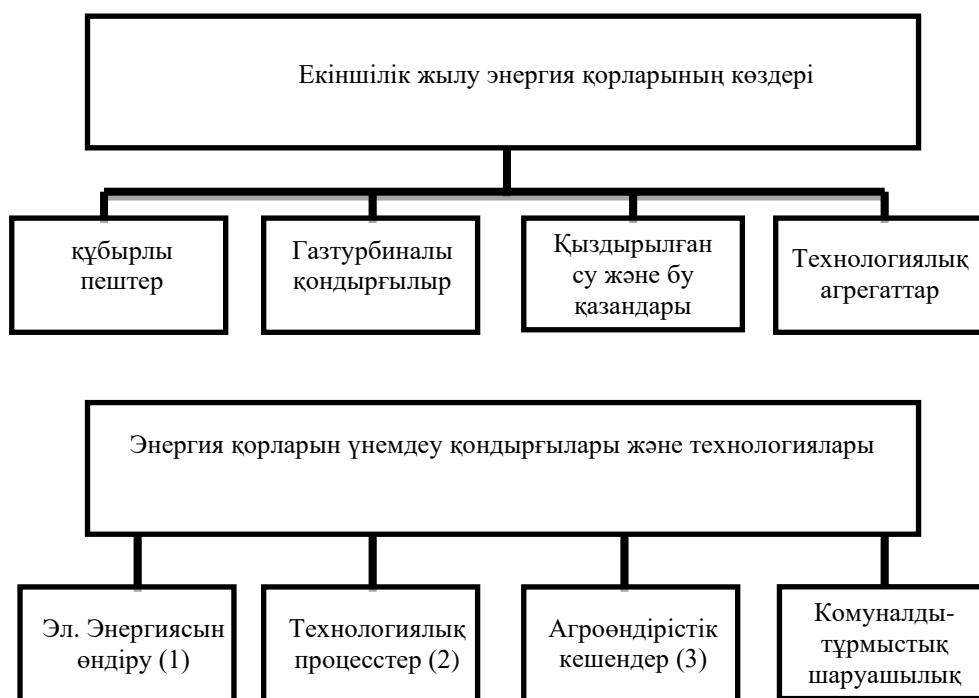 Екіншілік жылу энергия қорларының көздері
құбырлы
пештер
Газтурбиналы
қондырғылыр
Қыздырылған
су және бу
қазандары
Технологиялық
агрегаттар
Энергия қорларын үнемдеу қондырғылары және технологиялары
Эл. Энергиясын
өндіру (1)
Технологиялық
процесстер (2)
Агроөндірістік
кешендер (3)
Комуналды-
тұрмыстық
шаруашылық